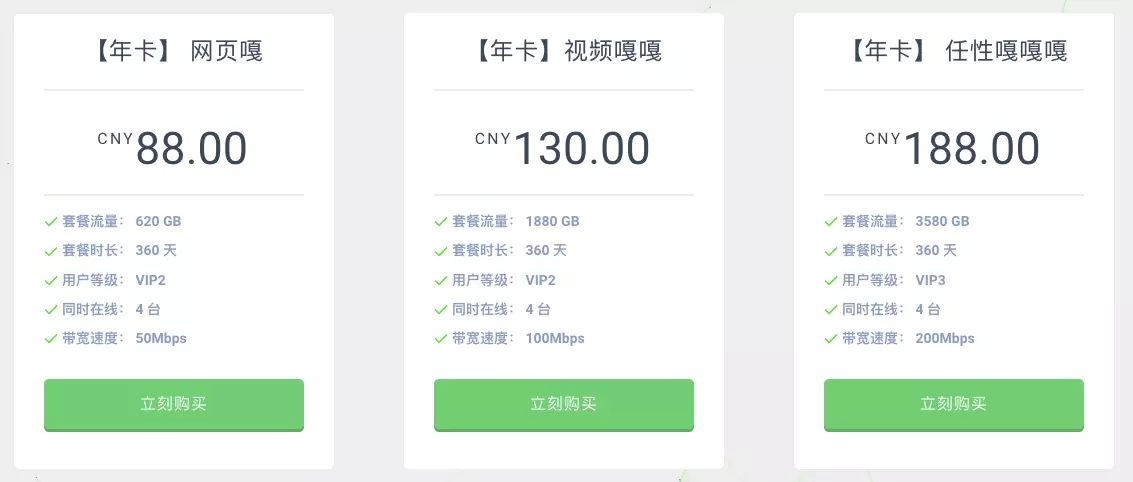 【年卡】 网页嘎
CNY88.00
套餐流量： 620 GB
套餐时长： 360 天
用户等级： VIP2
同时在线： 4 台
带宽速度： 50Mbps
立刻购买
【年卡】视频嘎嘎
CNY130.00
套餐流量： 1880 GB
套餐时长： 360 天
用户等级： VIP2
同时在线： 4 台
带宽速度： 100Mbps
立刻购买
【年卡】 任性嘎嘎嘎
CNY188.00
套餐流量： 3580 GB
套餐时长： 360 天
用户等级： VIP3
同时在线： 4 台
带宽速度： 200Mbps
立刻购买